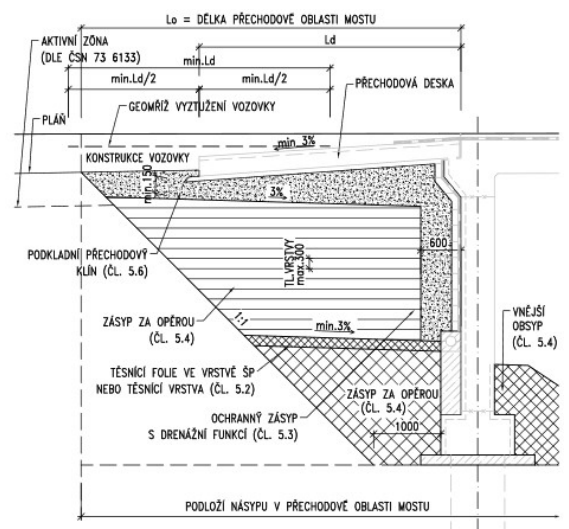 Lo = DÉLKA PŘECHODOVÉ OBLASTI MOSTU
AKTIVNÍ ZÓNA
(DLE ČSN 73 6133)
Ld
min.Ld
min.Ld/2
min.Ld/2
PŘECHODOVÁ DESKA
GEOMŘÍŽ VYZTUŽENÍ VOZOVKY
PLÁŇ
min 3%
KONSTRUKCE VOZOVKY
min.150
3%
PODKLADNÍ PŘECHODOVÝ
KLÍN (ČL. 5.6)
600
TL.VRSTVY
max.300
ZÁSYP ZA OPĚROU
(ČL. 5.4)
1:1
min.3%
VNĚJŠÍ
OBSYP
(ČL. 5.4)
TĚSNÍCÍ FOLIE VE VRSTVĚ ŠP
NEBO TĚSNÍCÍ VRSTVA (ČL. 5.2)
ZÁSYP ZA OPĚROU
(ČL. 5.4)
OCHRANNÝ ZÁSYP
S DRENÁŽNÍ FUNKCÍ (ČL. 5.3)
1000
PODLOŽÍ NÁSYPU V PŘECHODOVÉ OBLASTI MOSTU